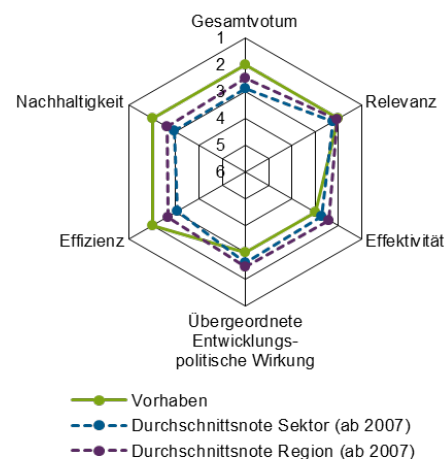 Gesamtvotum
1
2
3
4
5
6
Nachhaltigkeit
Relevanz
Effizienz
Effektivität
Übergeordnete
Entwicklungs-
politische Wirkung
Vorhaben
Durchschnittsnote Sektor (ab 2007)
Durchschnittsnote Region (ab 2007)